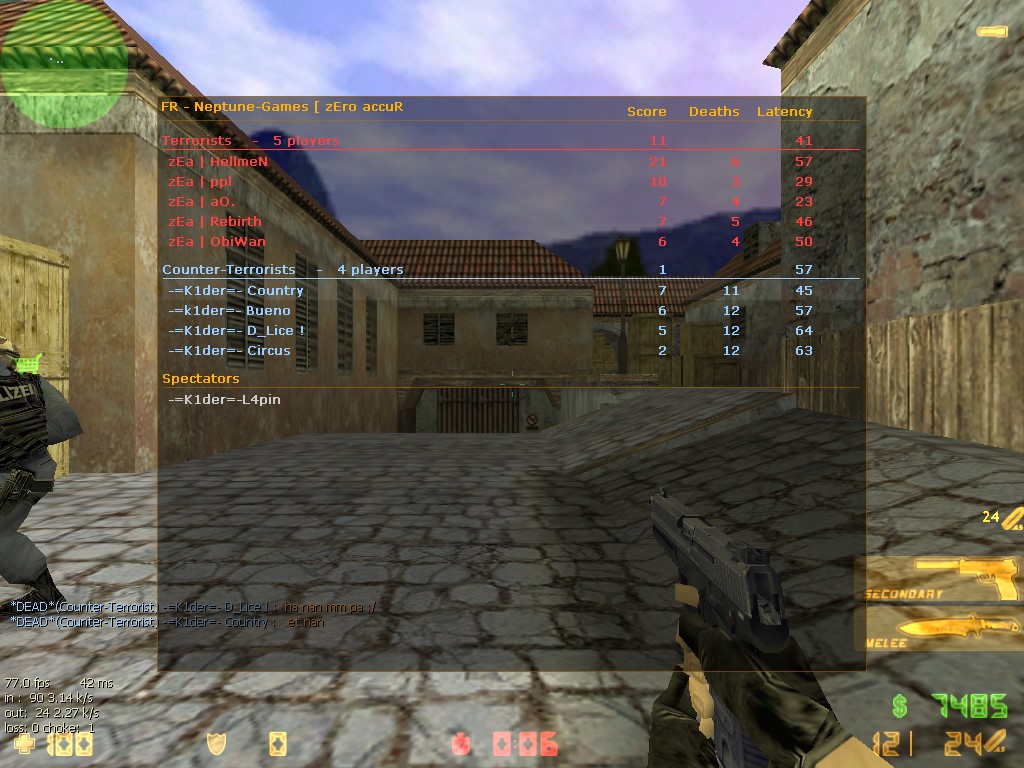 FR - Neptune-Games [ zEro accuR
Score Deaths Latency
Terrorists - 5 players 11 41
zEa | HellmeN 21 6 57
zEa | ppl 10 29
zEa | aO. 7 4 23
zEa | Rebirth 5 46
zEa | ObiWan 6 4 50
Counter-Terrorists - 4 players 1 57
-=K1der=- Country 7 11 45
-=k1der=- Bueno 6 12 57
-=K1der=- D_Lice ! 5 12 64
-=K1der=- Circus 2 12 63
Spectators
-=K1der=-L4pin
LIZEI
24
SECONDARY
MELEE
*DEAD*(Counter-Terrorist) -=K1der=- D_Lice ! : ha nan mm pa :/
*DEAD*(Counter-Terrorist) -=K1der=- Country : et nan
77.0 fps 42 ms
in : 90 3.14 k/s
out: 24 2.27 k/s
loss: 0 choke: 1
$ 7485
100 0 0:06 12 | 24